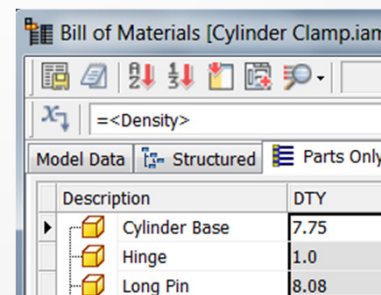 Bill of Materials [Cylinder Clamp.iam
=<Density>
Model Data Structured Parts Only
Description DTY
Cylinder Base 7.75
Hinge 1.0
Long Pin 8.08